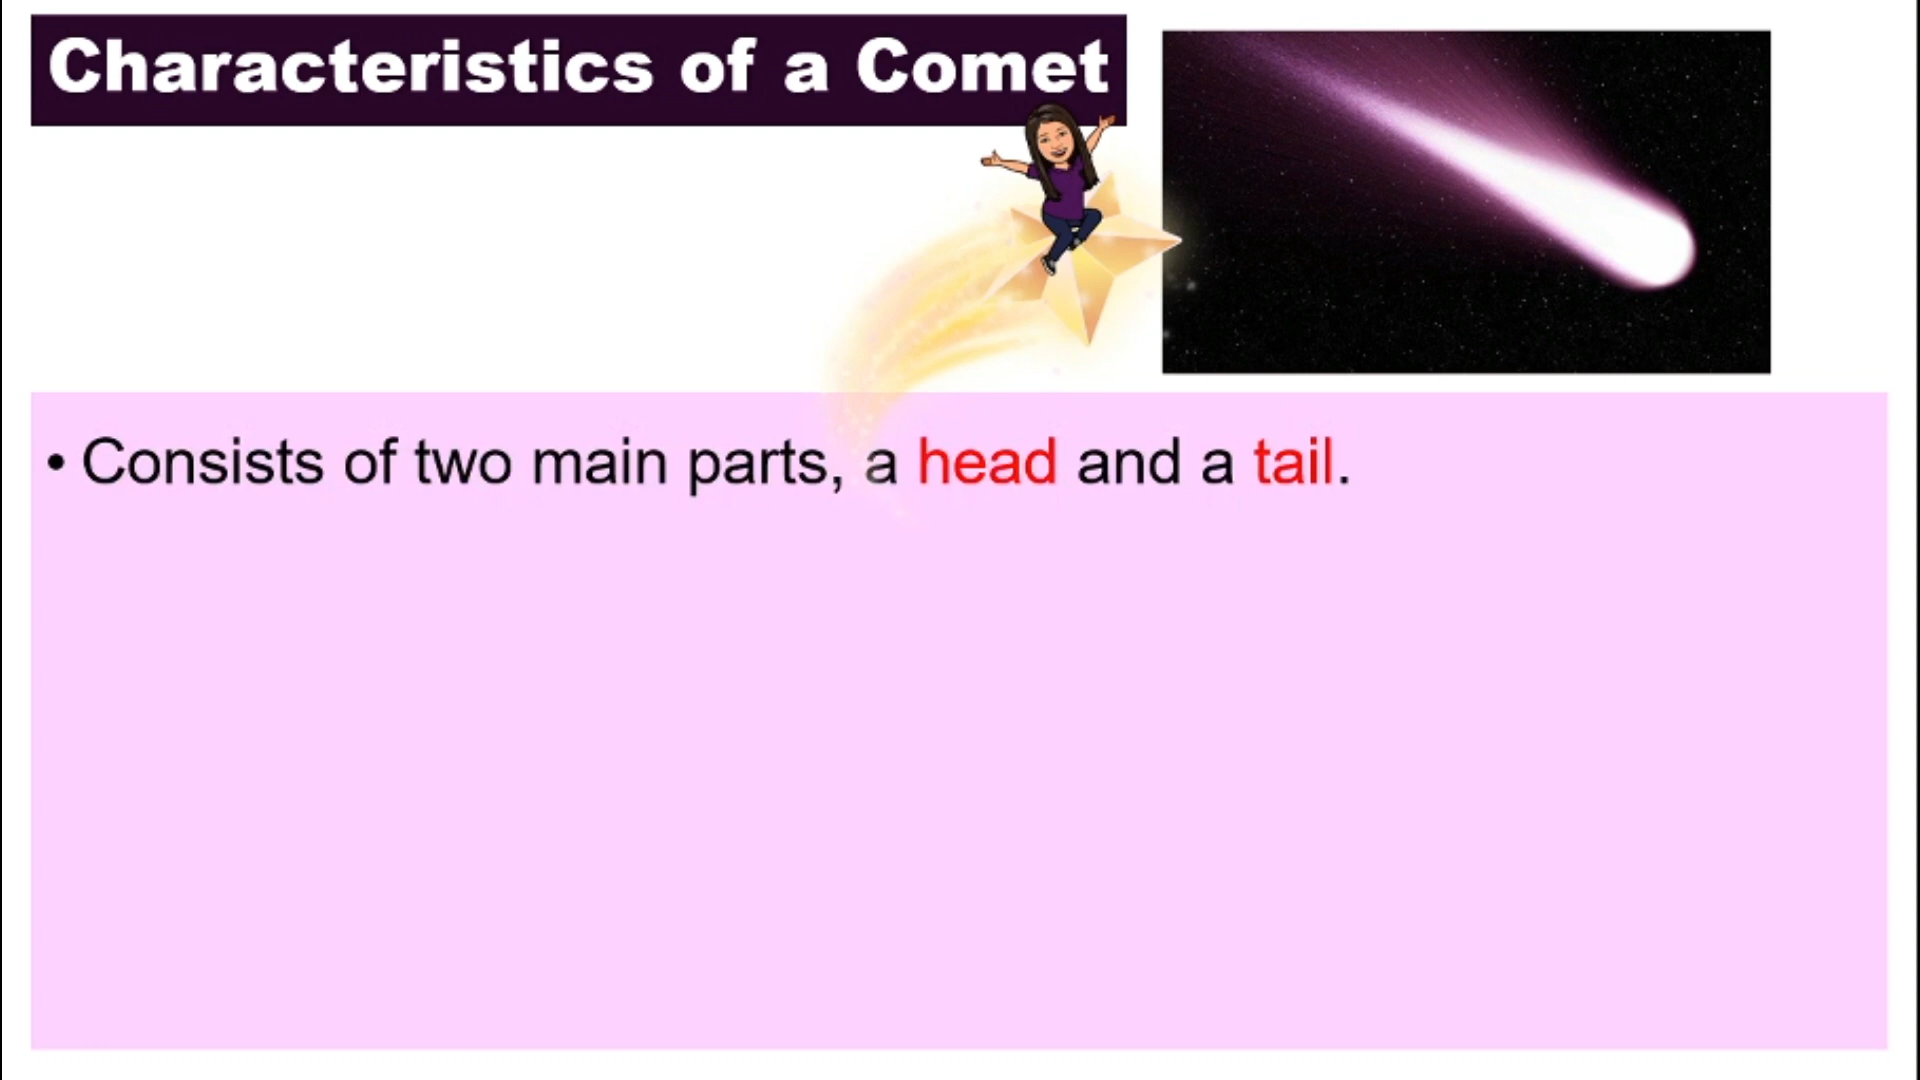 Characteristics of a Comet
• Consists of two main parts, a head and a tail.